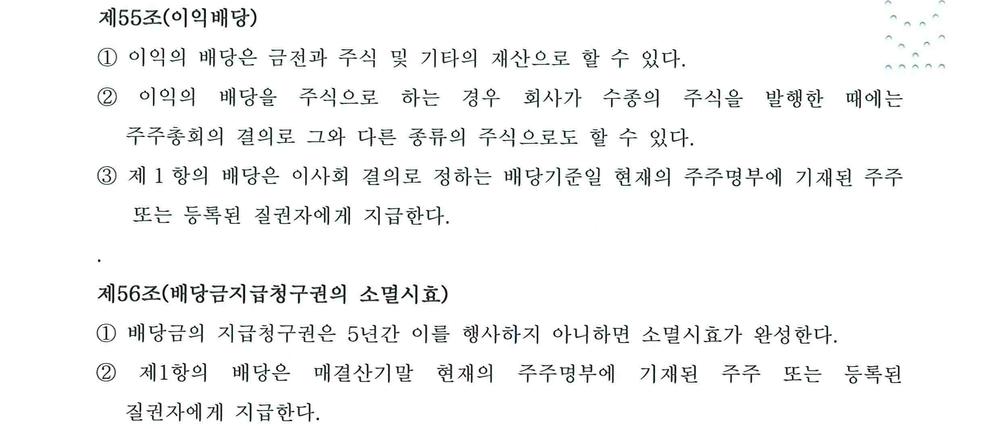 제55조(이익배당)
① 이익의 배당은 금전과 주식 및 기타의 재산으로 할 수 있다.
② 이익의 배당을 주식으로 하는 경우 회사가 수종의 주식을 발행한 때에는
주주총회의 결의로 그와 다른 종류의 주식으로도 할 수 있다.
③ 제 1 항의 배당은 이사회 결의로 정하는 배당기준일 현재의 주주명부에 기재된 주주
또는 등록된 질권자에게 지급한다.
.
제56조(배당금지급청구권의 소멸시효)
① 배당금의 지급청구권은 5년간 이를 행사하지 아니하면 소멸시효가 완성한다.
② 제1항의 배당은 매결산기말 현재의 주주명부에 기재된 주주 또는 등록된
질권자에게 지급한다.